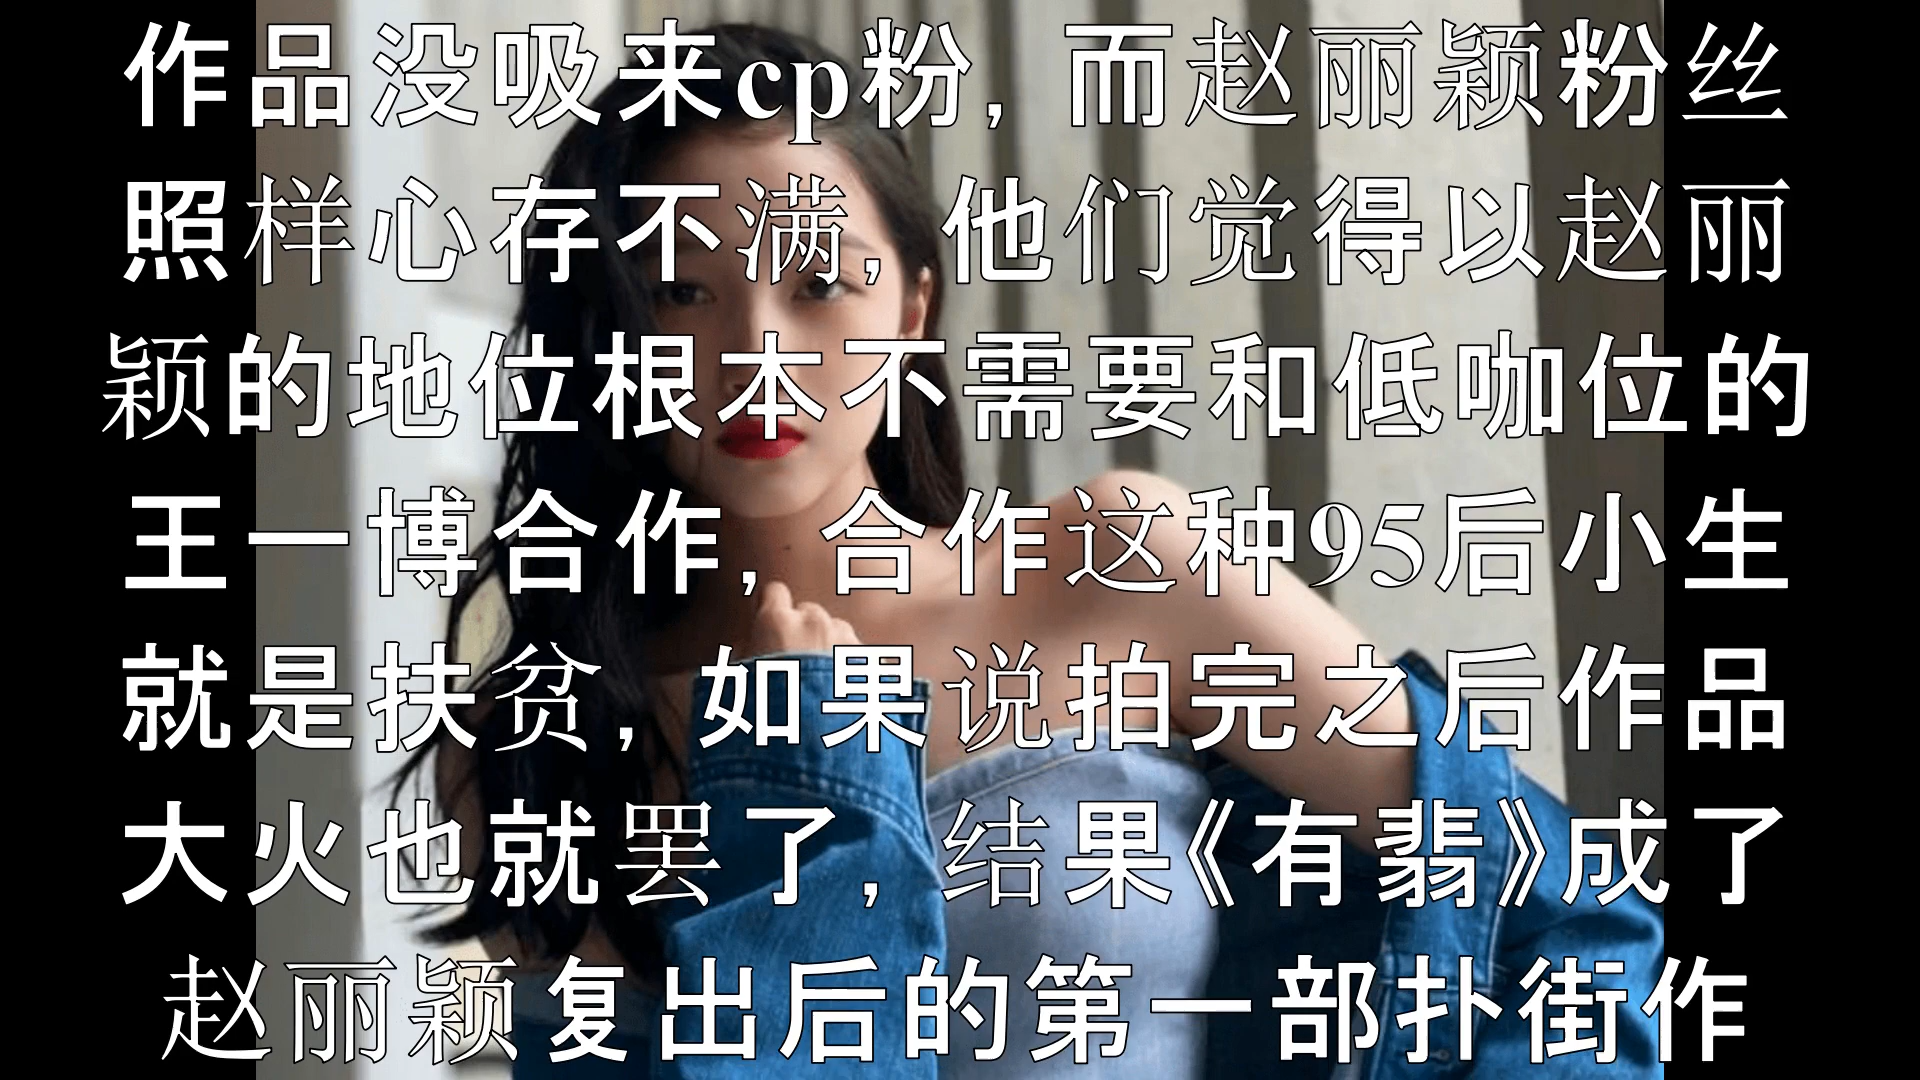 作品没吸来cp粉，而赵丽颖粉丝
照样心存不满，他们觉得以赵丽
颖的地位根本不需要和低咖位的
王一博合作，合作这种95后小生
就是扶贫，如果说拍完之后作品
大火也就罢了，结果《有翡》成了
赵丽颖复出后的第一部扑街作